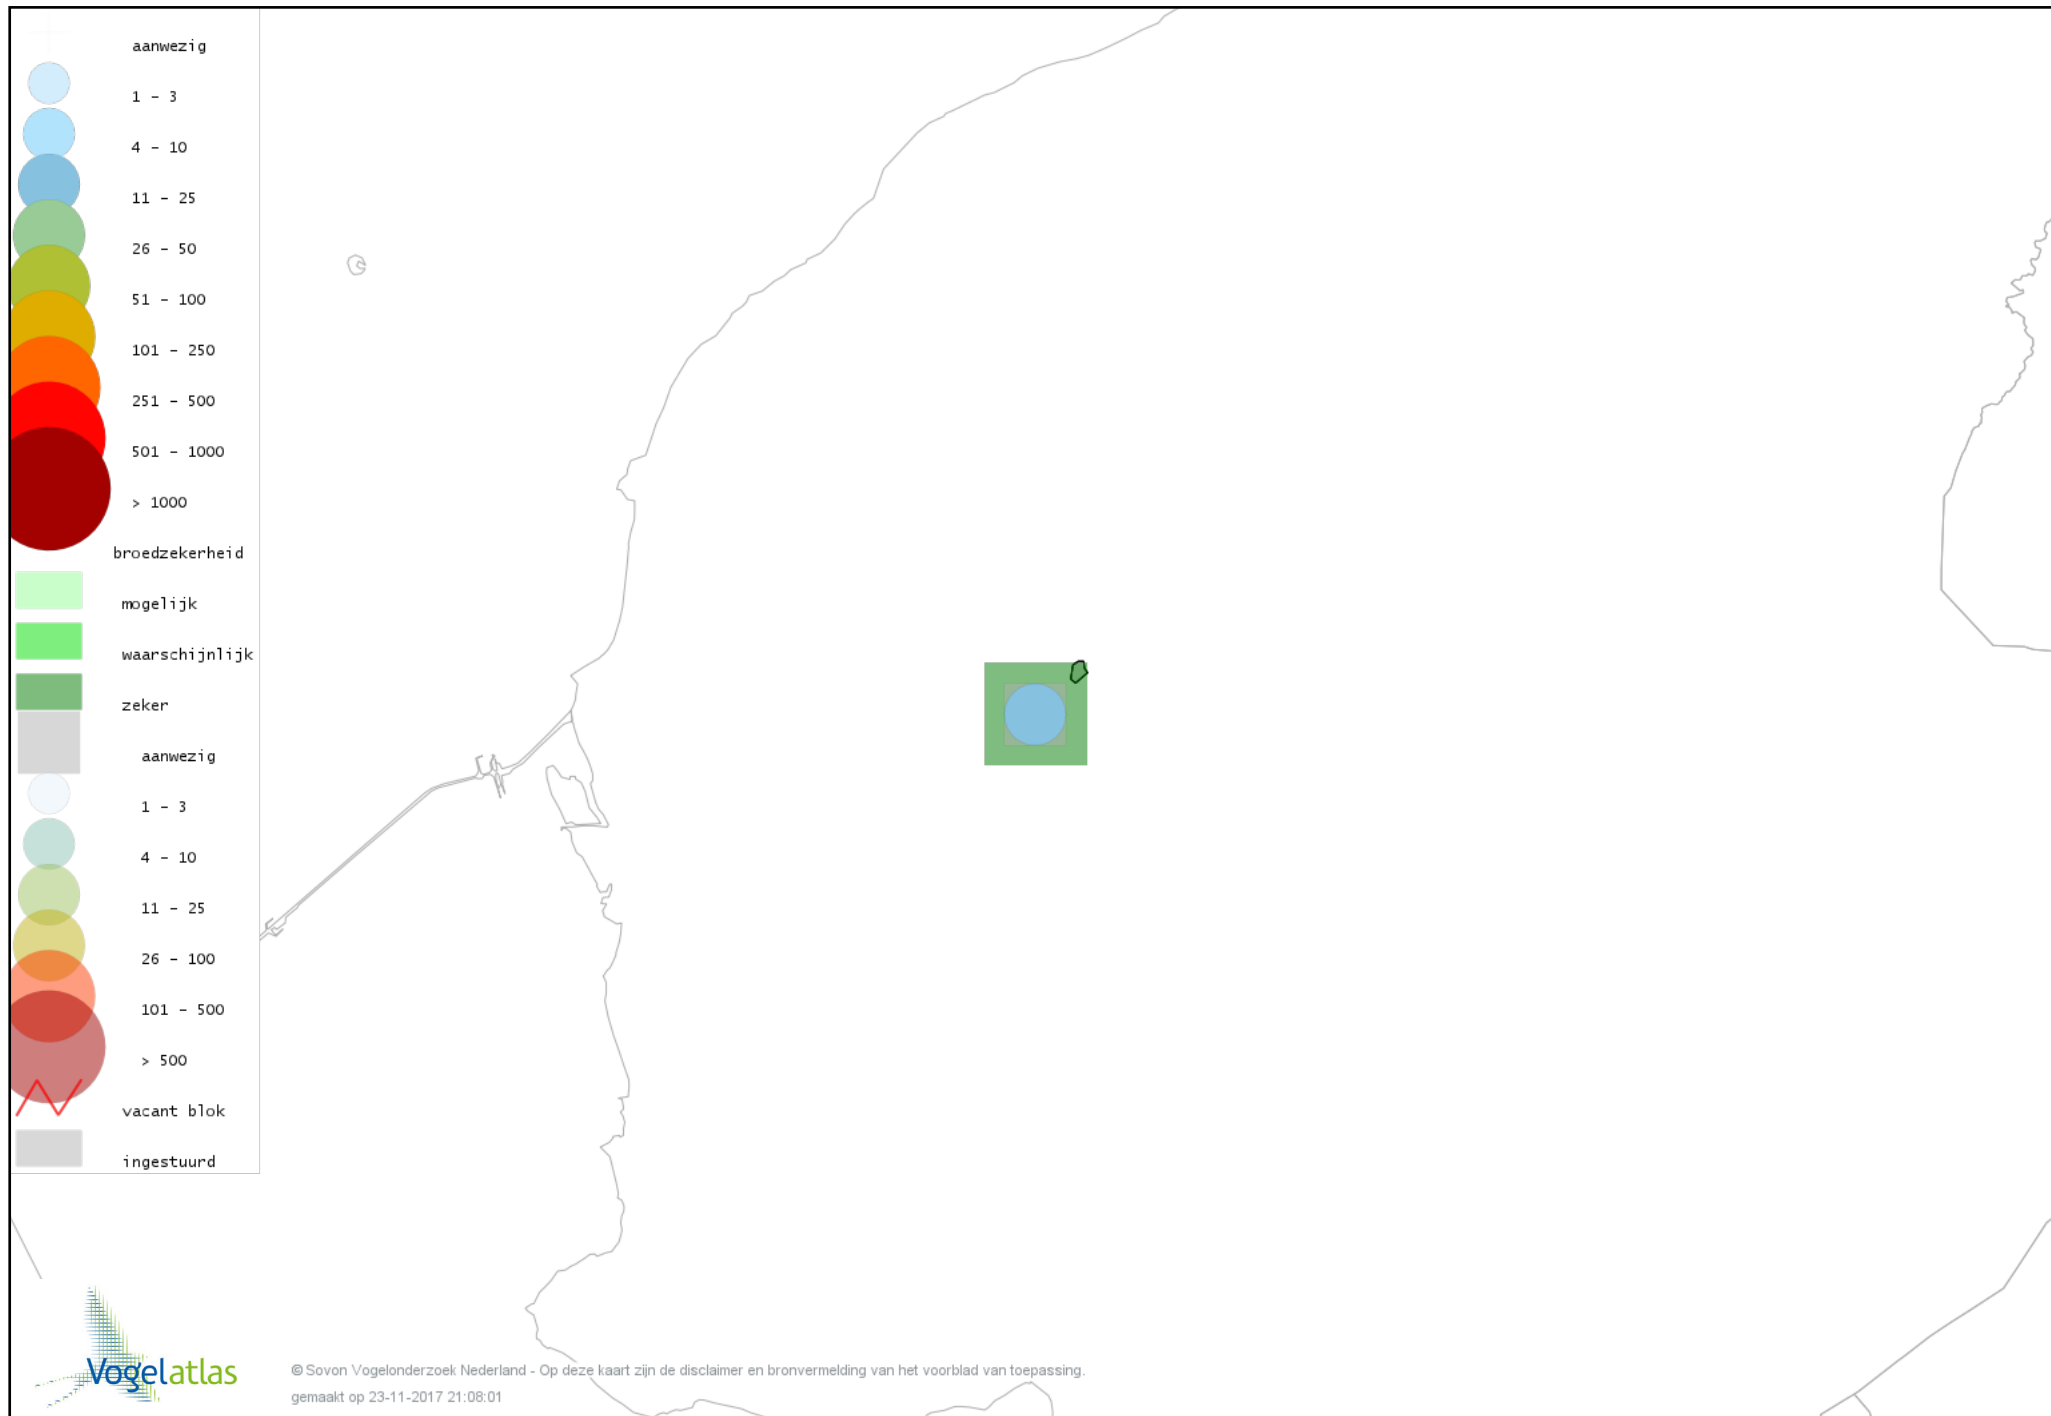 aanwezig
1 - 3
4 - 10
11 - 25
26 - 50
51 - 100
101 - 250
251 - 500
501 - 1000
> 1000
broedzekerheid
mogelijk
waarschijnlijk
zeker
aanwezig
1 - 3
4 - 10
11 - 25
26 - 100
101 - 500
> 500
vacant blok
ingestuurd
Vogelatlas
© Sovon Vogelonderzoek Nederland - Op deze kaart zijn de disclaimer en bronvermelding van het voorblad van toepassing.
gemaakt op 23-11-2017 21:08:01